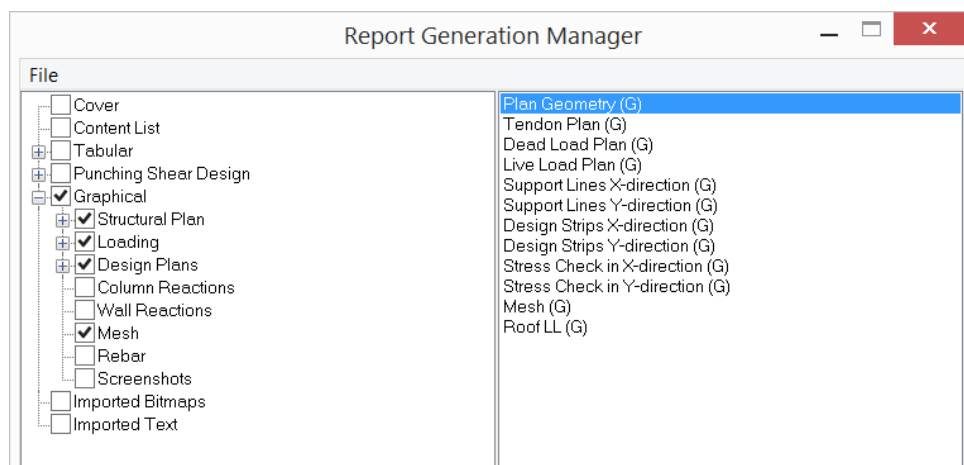 Report Generation Manager
File
Cover
Content List
Tabular
Punching Shear Design
Graphical
Structural Plan
Loading
Design Plans
Column Reactions
Wall Reactions
Mesh
Rebar
Screenshots
Imported Bitmaps
Imported Text
Plan Geometry (G)
Tendon Plan (G)
Dead Load Plan (G)
Live Load Plan (G)
Support Lines X-direction (G)
Support Lines Y-direction (G)
Design Strips X-direction (G)
Design Strips Y-direction (G)
Stress Check in X-direction (G)
Stress Check in Y-direction (G)
Mesh (G)
Roof LL (G)